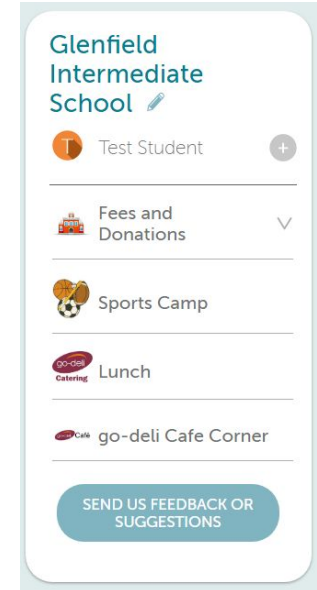 Glenfield
Intermediate
School
T
Test Student
+
Fees and
Donations
Sports Camp
go-deli
Catering
Lunch
Café
go-deli Cafe Corner
SEND US FEEDBACK OR
SUGGESTIONS